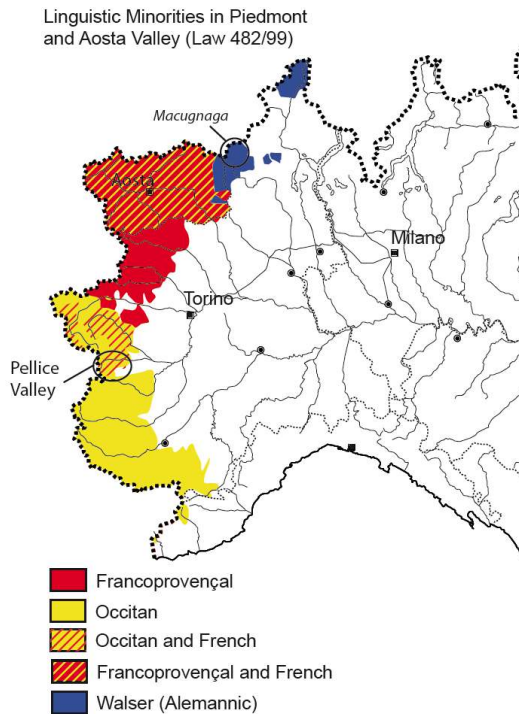 Linguistic Minorities in Piedmont
and Aosta Valley (Law 482/99)
Macugnaga
Aosta
Milano
Torino
Pellice
Valley
Francoprovençal
Occitan
Occitan and French
Francoprovençal and French
Walser (Alemannic)